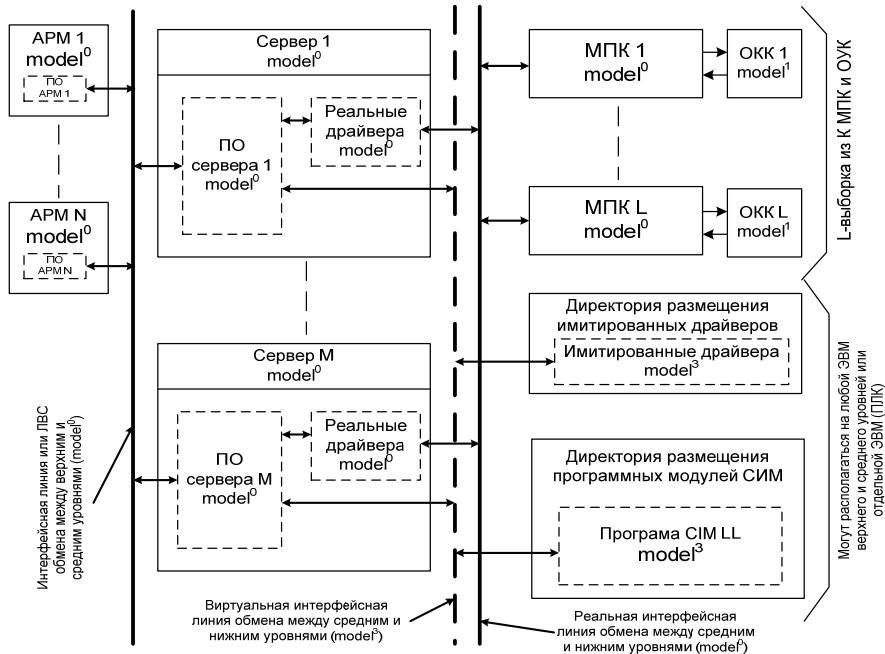 АРМ 1
model⁰
ПО
АРМ 1
АРМ N
model⁰
ПО
АРМ N
Интерфейсная линия или ЛВС
обмена между верхним и
средним уровнями (model⁰)
Сервер 1
model⁰
ПО
сервера 1
model⁰
Реальные
драйвера
model⁰
Сервер М
model⁰
ПО
сервера М
model⁰
Реальные
драйвера
model⁰
Виртуальная интерфейсная
линия обмена между средним и
нижним уровнями (model³)
МПК 1
model⁰
ОКК 1
model¹
МПК L
model⁰
ОКК L
model¹
L-выборка из К МПК и ОУК
Директория размещения
имитированных драйверов
Имитированные драйвера
model³
Директория размещения
программных модулей СИМ
Програма CIM LL
model³
Могут располагаться на любой ЭВМ
верхнего и среднего уровней или
отдельной ЭВМ (ПЛК)
Реальная интерфейсная
линия обмена между средним
и нижним уровнями (model⁰)